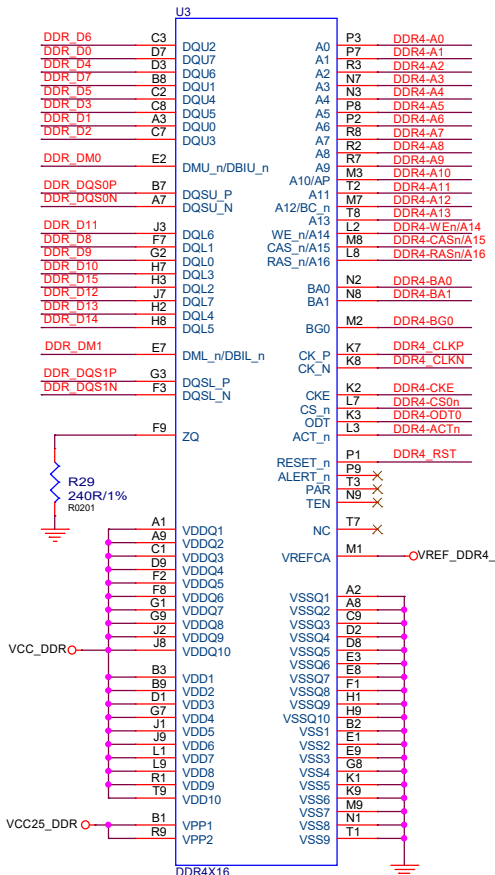 U3
DDR_D6 C3 DQU2 A0 P3 DDR4-A0
DDR_D0 D7 DQU7 A1 P7 DDR4-A1
DDR_D4 D3 DQU6 A2 R3 DDR4-A2
DDR_D7 B8 DQU1 A3 N7 DDR4-A3
DDR_D5 C2 DQU4 A4 N3 DDR4-A4
DDR_D3 C8 DQU5 A5 P8 DDR4-A5
DDR_D1 A3 DQU0 A6 P2 DDR4-A6
DDR_D2 C7 DQU3 A7 R8 DDR4-A7
A8 R2 DDR4-A8
DDR_DM0 E2 DMU_n/DBIU_n A9 R7 DDR4-A9
A10/AP M3 DDR4-A10
DDR_DQS0P B7 DQSU_P A11 T2 DDR4-A11
DDR_DQS0N A7 DQSU_N A12/BC_n M7 DDR4-A12
A13 T8 DDR4-A13
DDR_D11 J3 DQL6 WE_n/A14 L2 DDR4-WEn/A14
DDR_D8 F7 DQL1 CAS_n/A15 M8 DDR4-CASn/A15
DDR_D9 G2 DQL0 RAS_n/A16 L8 DDR4-RASn/A16
DDR_D10 H7 DQL3
DDR_D15 H3 DQL2 BA0 N2 DDR4-BA0
DDR_D12 J7 DQL7 BA1 N8 DDR4-BA1
DDR_D13 H2 DQL4
DDR_D14 H8 DQL5 BG0 M2 DDR4-BG0
DDR_DM1 E7 DML_n/DBIL_n CK_P K7 DDR4_CLKP
CK_N K8 DDR4_CLKN
DDR_DQS1P G3 DQSL_P
DDR_DQS1N F3 DQSL_N CKE K2 DDR4-CKE
CS_n L7 DDR4-CS0n
ODT K3 DDR4-ODT0
F9 ZQ ACT_n L3 DDR4-ACTn
RESET_n P1 DDR4_RST
ALERT_n P9
R29 PAR T3
240R/1% TEN N9
R0201
A1 VDDQ1 NC T7
A9 VDDQ2
C1 VDDQ3 VREFCA M1 VREF_DDR4_
D9 VDDQ4
F2 VDDQ5
F8 VDDQ6 VSSQ1 A2
G1 VDDQ7 VSSQ2 A8
G9 VDDQ8 VSSQ3 C9
J2 VDDQ9 VSSQ4 D2
VCC_DDR J8 VDDQ10 VSSQ5 D8
VSSQ6 E3
B3 VDD1 VSSQ7 E8
B9 VDD2 VSSQ8 F1
D1 VDD3 VSSQ9 H1
G7 VDD4 VSSQ10 H9
J1 VDD5 VSS1 B2
J9 VDD6 VSS2 E1
L1 VDD7 VSS3 E9
L9 VDD8 VSS4 G8
R1 VDD9 VSS5 K1
T9 VDD10 VSS6 K9
VSS7 M9
VCC25_DDR B1 VPP1 VSS8 N1
R9 VPP2 VSS9 T1
DDR4X16